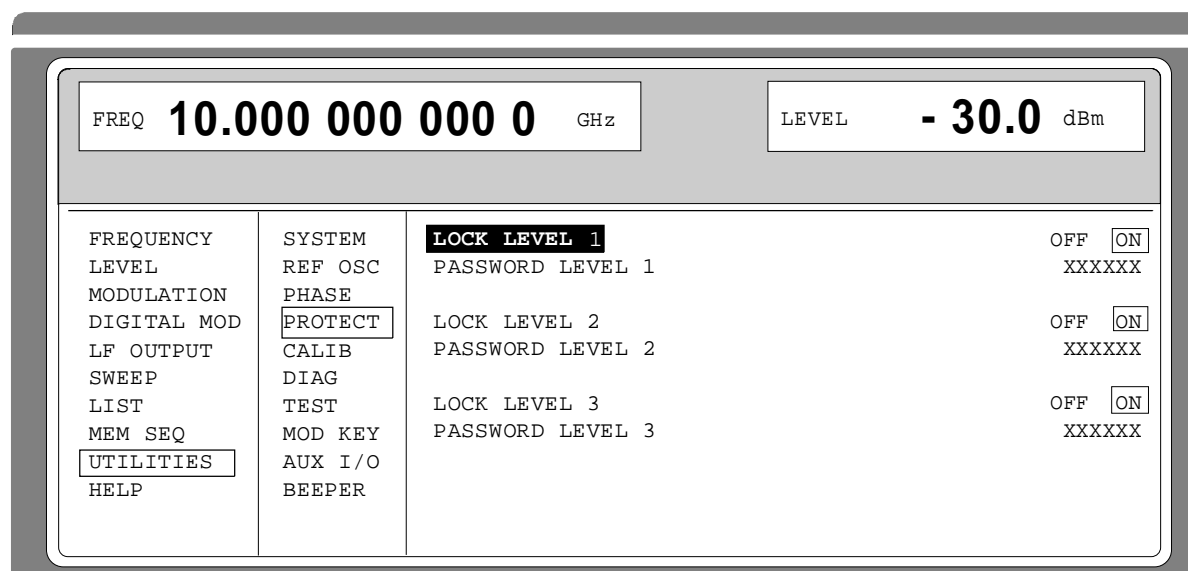 FREQ 10.000 000 000 0 GHz
LEVEL - 30.0 dBm
FREQUENCY
LEVEL
MODULATION
DIGITAL MOD
LF OUTPUT
SWEEP
LIST
MEM SEQ
UTILITIES
HELP
SYSTEM
REF OSC
PHASE
PROTECT
CALIB
DIAG
TEST
MOD KEY
AUX I/O
BEEPER
LOCK LEVEL 1 OFF ON
PASSWORD LEVEL 1 XXXXXX
LOCK LEVEL 2 OFF ON
PASSWORD LEVEL 2 XXXXXX
LOCK LEVEL 3 OFF ON
PASSWORD LEVEL 3 XXXXXX